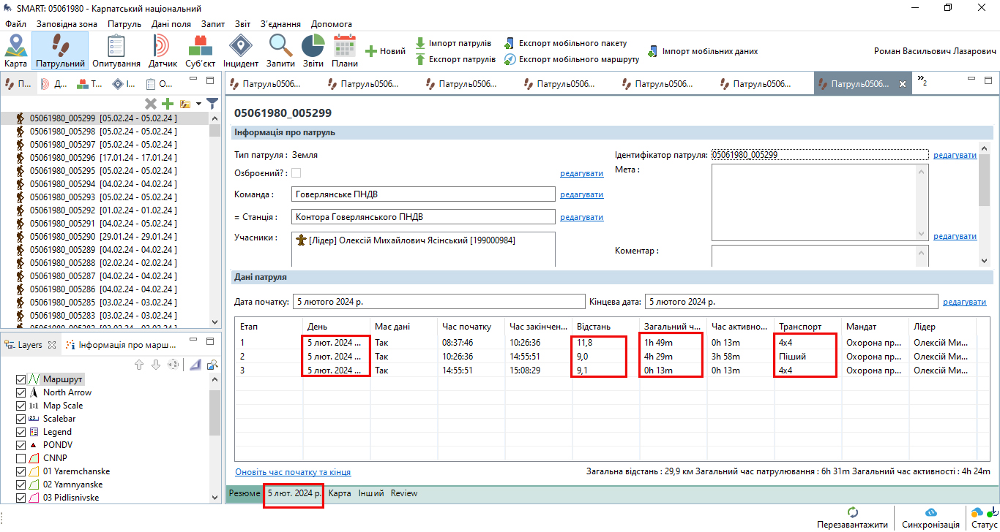 SMART: 05061980 - Карпатський національний
Файл Заповідна зона Патруль Дані поля Запит Звіт З'єднання Допомога
Карта Патрульний Опитування Датчик Суб'єкт Інцидент Запити Звіти Плани
Новий
Імпорт патрулів
Експорт патрулів
Експорт мобільного пакету
Експорт мобільного маршруту
Імпорт мобільних даних
Роман Васильович Лазарович
П... Д... Т... І... О...
05061980_005299 [05.02.24 - 05.02.24 ]
05061980_005298 [05.02.24 - 05.02.24 ]
05061980_005297 [05.02.24 - 05.02.24 ]
05061980_005296 [17.01.24 - 17.01.24 ]
05061980_005295 [05.02.24 - 05.02.24 ]
05061980_005294 [04.02.24 - 04.02.24 ]
05061980_005293 [05.02.24 - 05.02.24 ]
05061980_005292 [01.02.24 - 01.02.24 ]
05061980_005291 [04.02.24 - 05.02.24 ]
05061980_005290 [29.01.24 - 29.01.24 ]
05061980_005289 [04.02.24 - 04.02.24 ]
05061980_005288 [02.02.24 - 02.02.24 ]
05061980_005287 [04.02.24 - 04.02.24 ]
05061980_005286 [04.02.24 - 04.02.24 ]
05061980_005285 [03.02.24 - 03.02.24 ]
05061980_005283 [03.02.24 - 03.02.24 ]
Layers Інформація про марш...
Маршрут
North Arrow
1:1 Map Scale
Scalebar
Legend
PONDV
CNNP
01 Yaremchanske
02 Yamnyanske
03 Pidlisnivske
Патруль0506... Патруль0506... Патруль0506... Патруль0506... Патруль0506... Патруль0506... Патруль0506... »2
05061980_005299
Інформація про патруль
Тип патруля : Земля
Озброєний? : редагувати
Команда : Говерлянське ПНДВ редагувати
= Станція : Контора Говерлянського ПНДВ редагувати
Учасники : [Лідер] Олексій Михайлович Ясінський [199000984]
Ідентифікатор патруля: 05061980_005299 редагувати
Мета :
редагувати
Коментар :
Дані патруля
Дата початку: 5 лютого 2024 р. Кінцева дата: 5 лютого 2024 р. редагувати
Етап День Має дані Час початку Час закінчен... Відстань Загальний ч... Час активно... Транспорт Мандат Лідер
1 5 лют. 2024 ... Так 08:37:46 10:26:36 11,8 1h 49m 0h 13m 4x4 Охорона пр... Олексій Ми...
2 5 лют. 2024 ... Так 10:26:36 14:55:51 9,0 4h 29m 3h 58m Піший Охорона пр... Олексій Ми...
3 5 лют. 2024 ... Так 14:55:51 15:08:29 9,1 0h 13m 0h 13m 4x4 Охорона пр... Олексій Ми...
Оновіть час початку та кінця
Загальна відстань : 29,9 км Загальний час патрулювання : 6h 31m Загальний час активності : 4h 24m
Резюме 5 лют. 2024 р. Карта Інший Review
Перезавантажити Синхронізація Статус